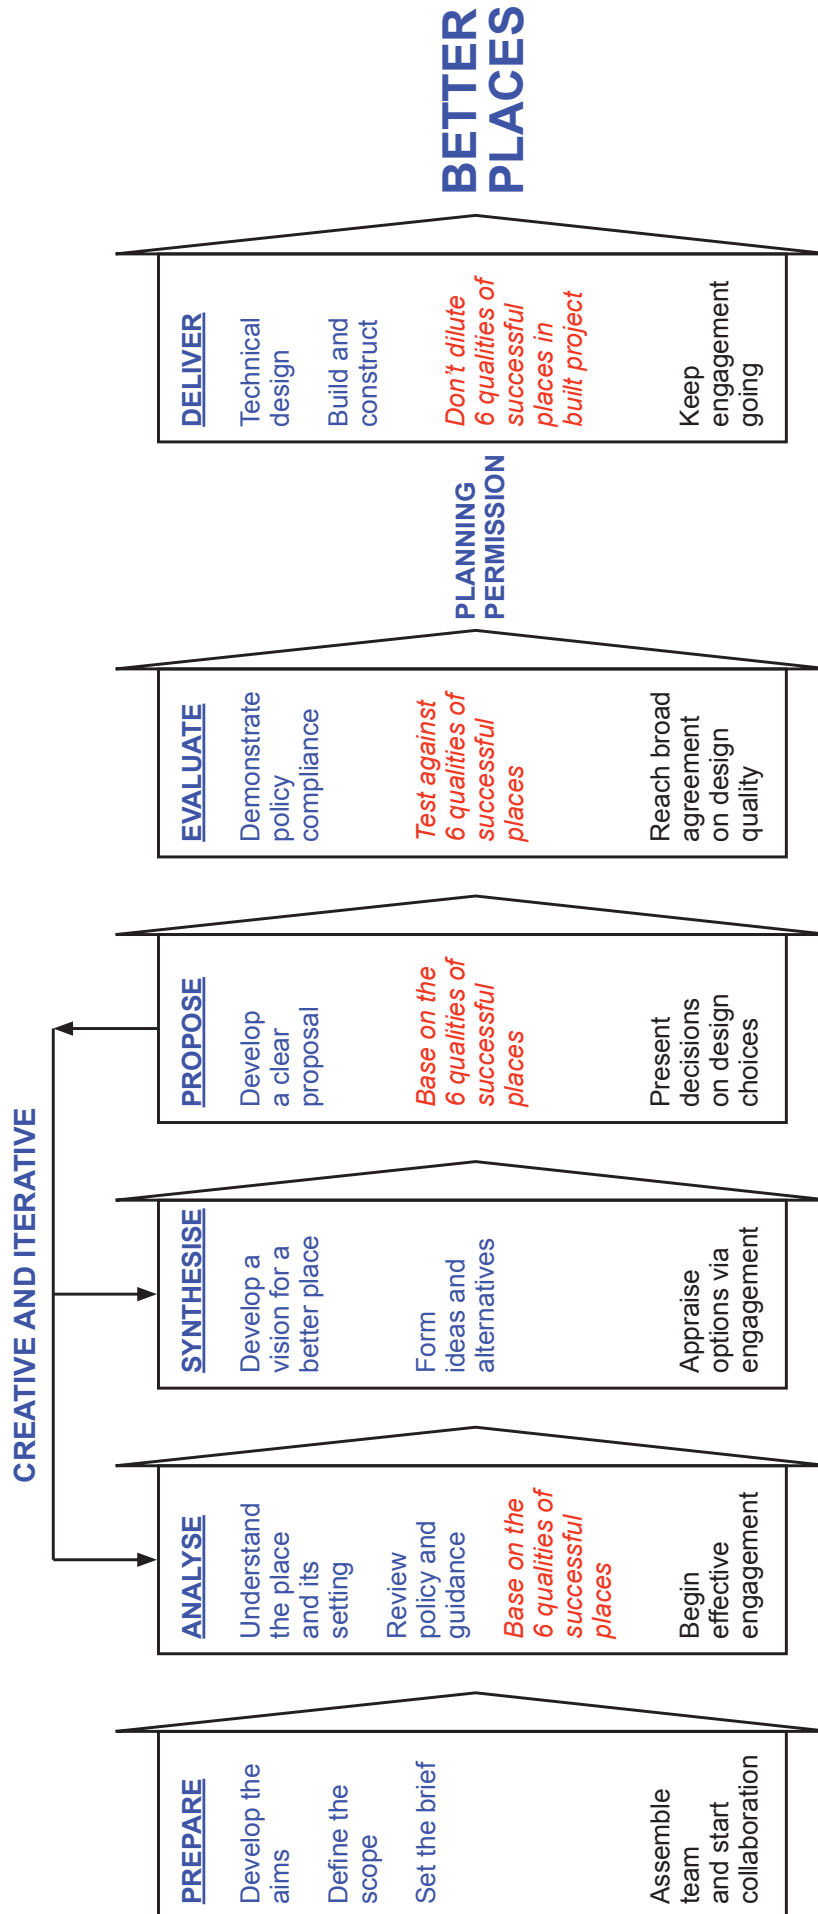 CREATIVE AND ITERATIVE
PREPARE
Develop the
aims
Define the
scope
Set the brief
Assemble
team
and start
collaboration
ANALYSE
Understand
the place
and its
setting
Review
policy and
guidance
Base on the
6 qualities of
successful
places
Begin
effective
engagement
SYNTHESISE
Develop a
vision for a
better place
Form
ideas and
alternatives
Appraise
options via
engagement
PROPOSE
Develop
a clear
proposal
Base on the
6 qualities of
successful
places
Present
decisions
on design
choices
EVALUATE
Demonstrate
policy
compliance
Test against
6 qualities of
successful
places
Reach broad
agreement
on design
quality
PLANNING
PERMISSION
DELIVER
Technical
design
Build and
construct
Don't dilute
6 qualities of
successful
places in
built project
Keep
engagement
going
BETTER
PLACES